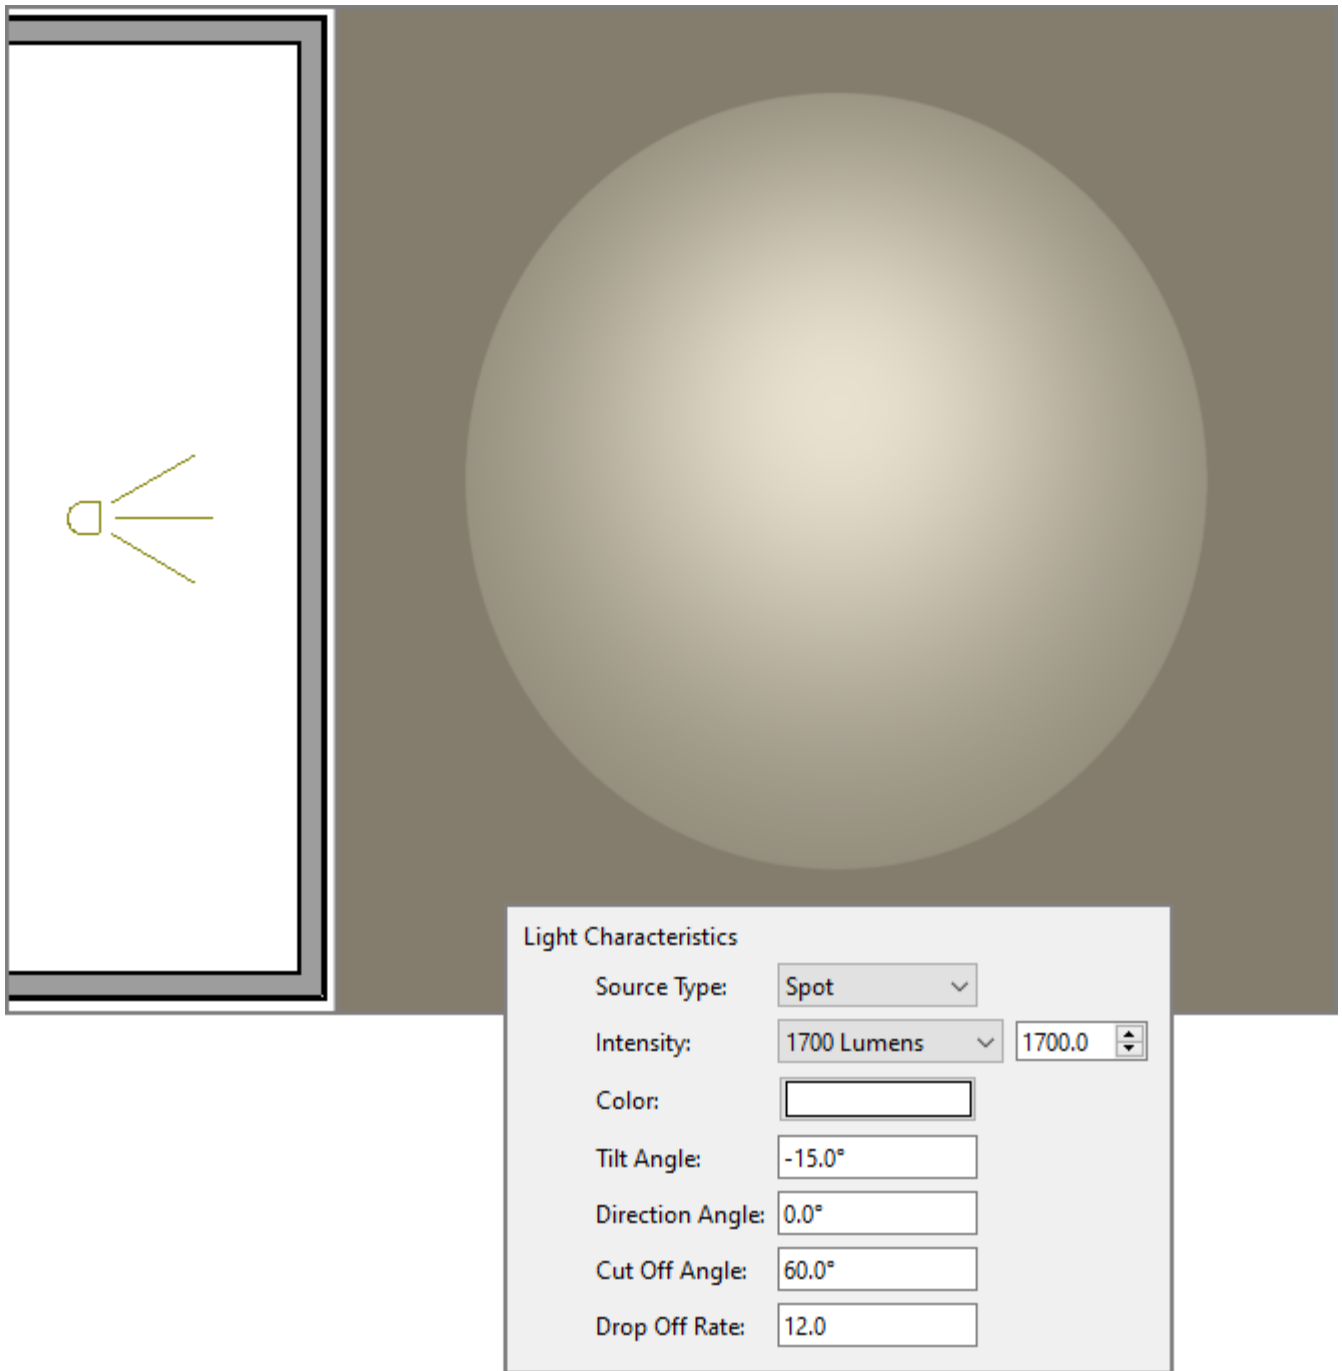 Light Characteristics
Source Type: Spot
Intensity: 1700 Lumens 1700.0
Color:
Tilt Angle: -15.0°
Direction Angle: 0.0°
Cut Off Angle: 60.0°
Drop Off Rate: 12.0